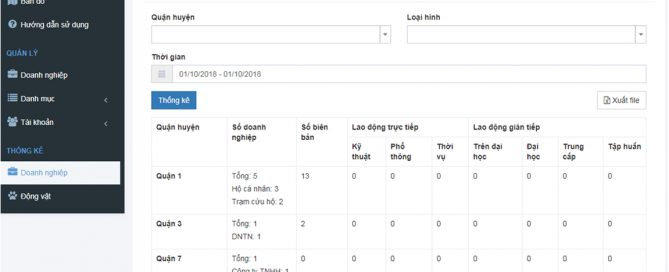 Bản đồ
Hướng dẫn sử dụng
QUẢN LÝ
Doanh nghiệp
Danh mục
Tài khoản
THỐNG KÊ
Doanh nghiệp
Động vật
Quận huyện
Loại hình
Thời gian
01/10/2018 - 01/10/2018
Thống kê
Xuất file
Quận huyện
Số doanh nghiệp
Số biên bản
Lao động trực tiếp
Lao động gián tiếp
Kỹ thuật
Phổ thông
Thời vụ
Trên đại học
Đại học
Trung cấp
Tập huấn
Quận 1
Tổng: 5
Hộ cá nhân: 3
Trạm cứu hộ: 2
13 0 0 0 0 0 0 0
Quận 3
Tổng: 1
DNTN: 1
2 0 0 0 0 0 0 0
Quận 7
Tổng: 1
Công ty TNHH: 1
0 0 0 0 0 0 0 0